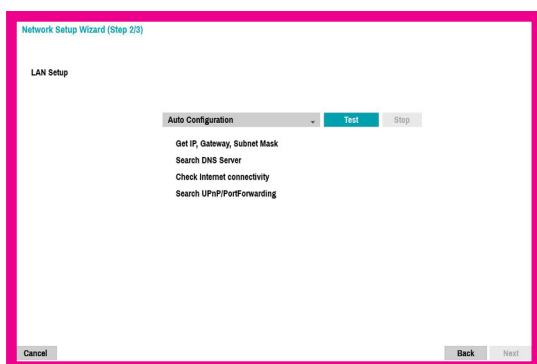 Network Setup Wizard (Step 2/3)
LAN Setup
Auto Configuration Test Stop
Get IP, Gateway, Subnet Mask
Search DNS Server
Check Internet connectivity
Search UPnP/PortForwarding
Cancel Back Next